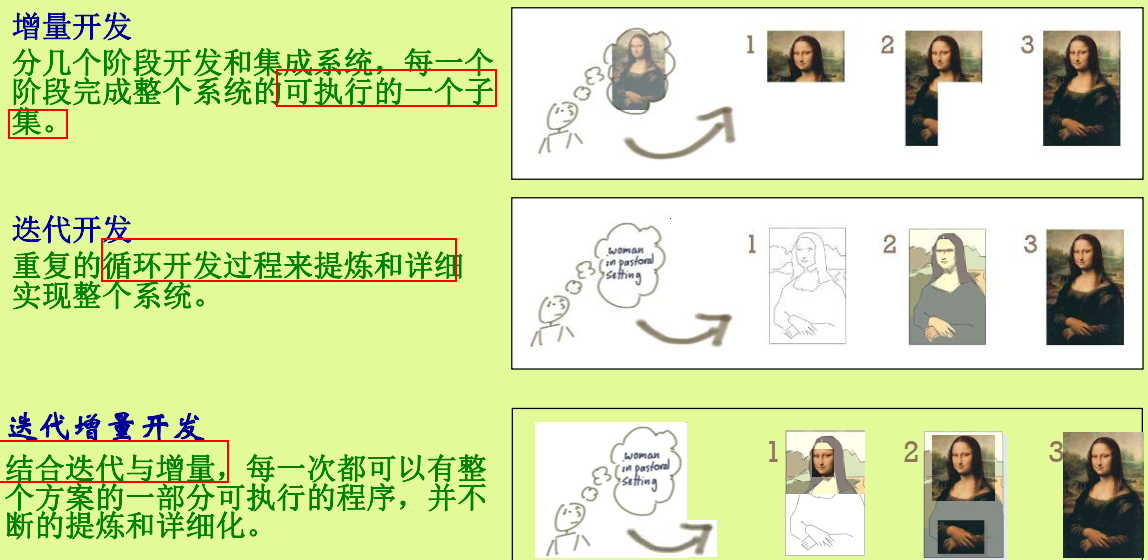 增量开发
分几个阶段开发和集成系统，每一个
阶段完成整个系统的可执行的一个子
集。
1 2 3
迭代开发
重复的循环开发过程来提炼和详细
实现整个系统。
woman
in pastoral
setting
1 2 3
迭代增量开发
结合迭代与增量，每一次都可以有整
个方案的一部分可执行的程序，并不
断的提炼和详细化。
woman
in pastoral
setting
1 2 3